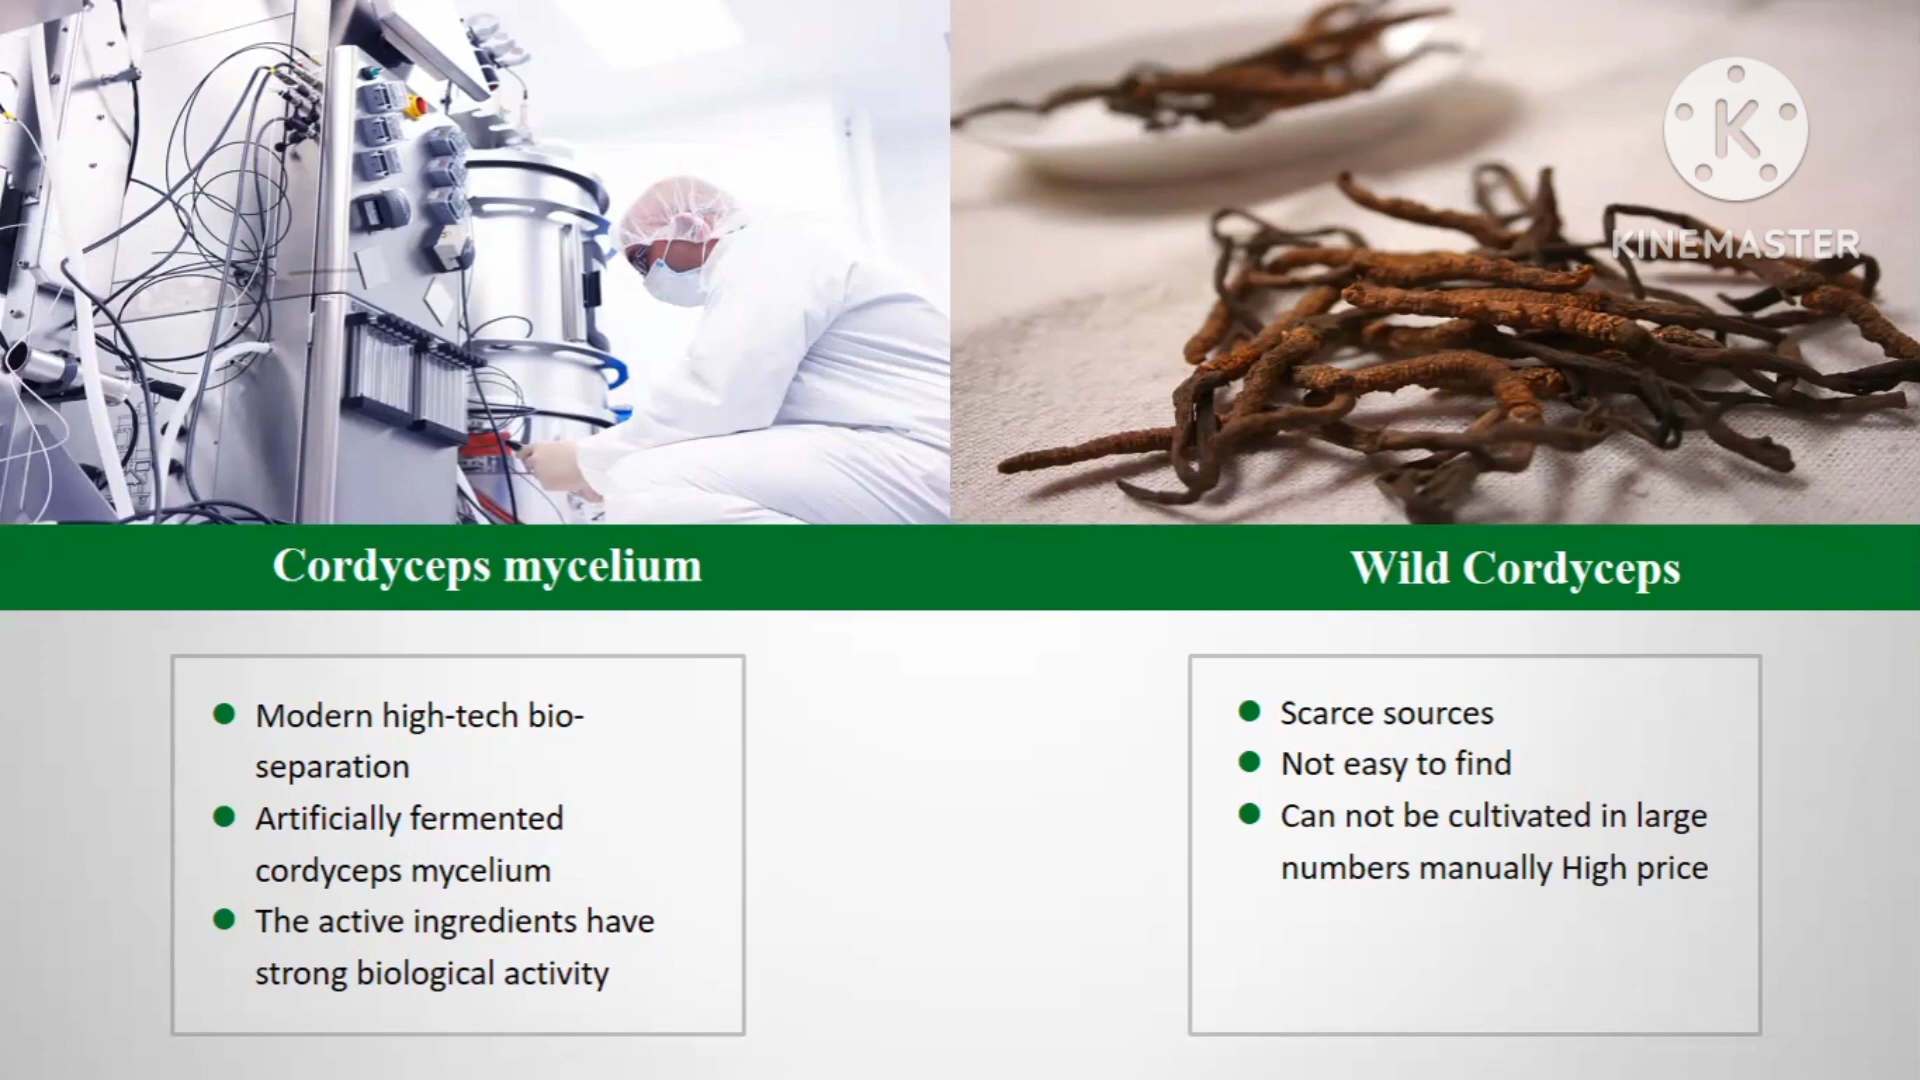 K
KINEMASTER
Cordyceps mycelium
Wild Cordyceps
Modern high-tech bio-
separation
Artificially fermented
cordyceps mycelium
The active ingredients have
strong biological activity
Scarce sources
Not easy to find
Can not be cultivated in large
numbers manually High price